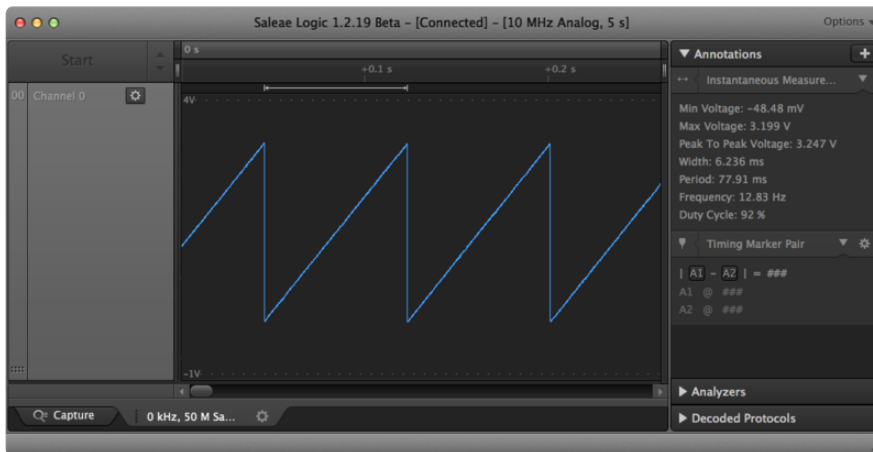 Saleae Logic 1.2.19 Beta – [Connected] – [10 MHz Analog, 5 s]
Options
Start
0 s
+0.1 s
+0.2 s
00 Channel 0
4V
-1V
Annotations
Instantaneous Measure...
Min Voltage: -48.48 mV
Max Voltage: 3.199 V
Peak To Peak Voltage: 3.247 V
Width: 6.236 ms
Period: 77.91 ms
Frequency: 12.83 Hz
Duty Cycle: 92 %
Timing Marker Pair
| A1 - A2 | = ###
A1 @ ###
A2 @ ###
Analyzers
Decoded Protocols
Capture
0 kHz, 50 M Sa...